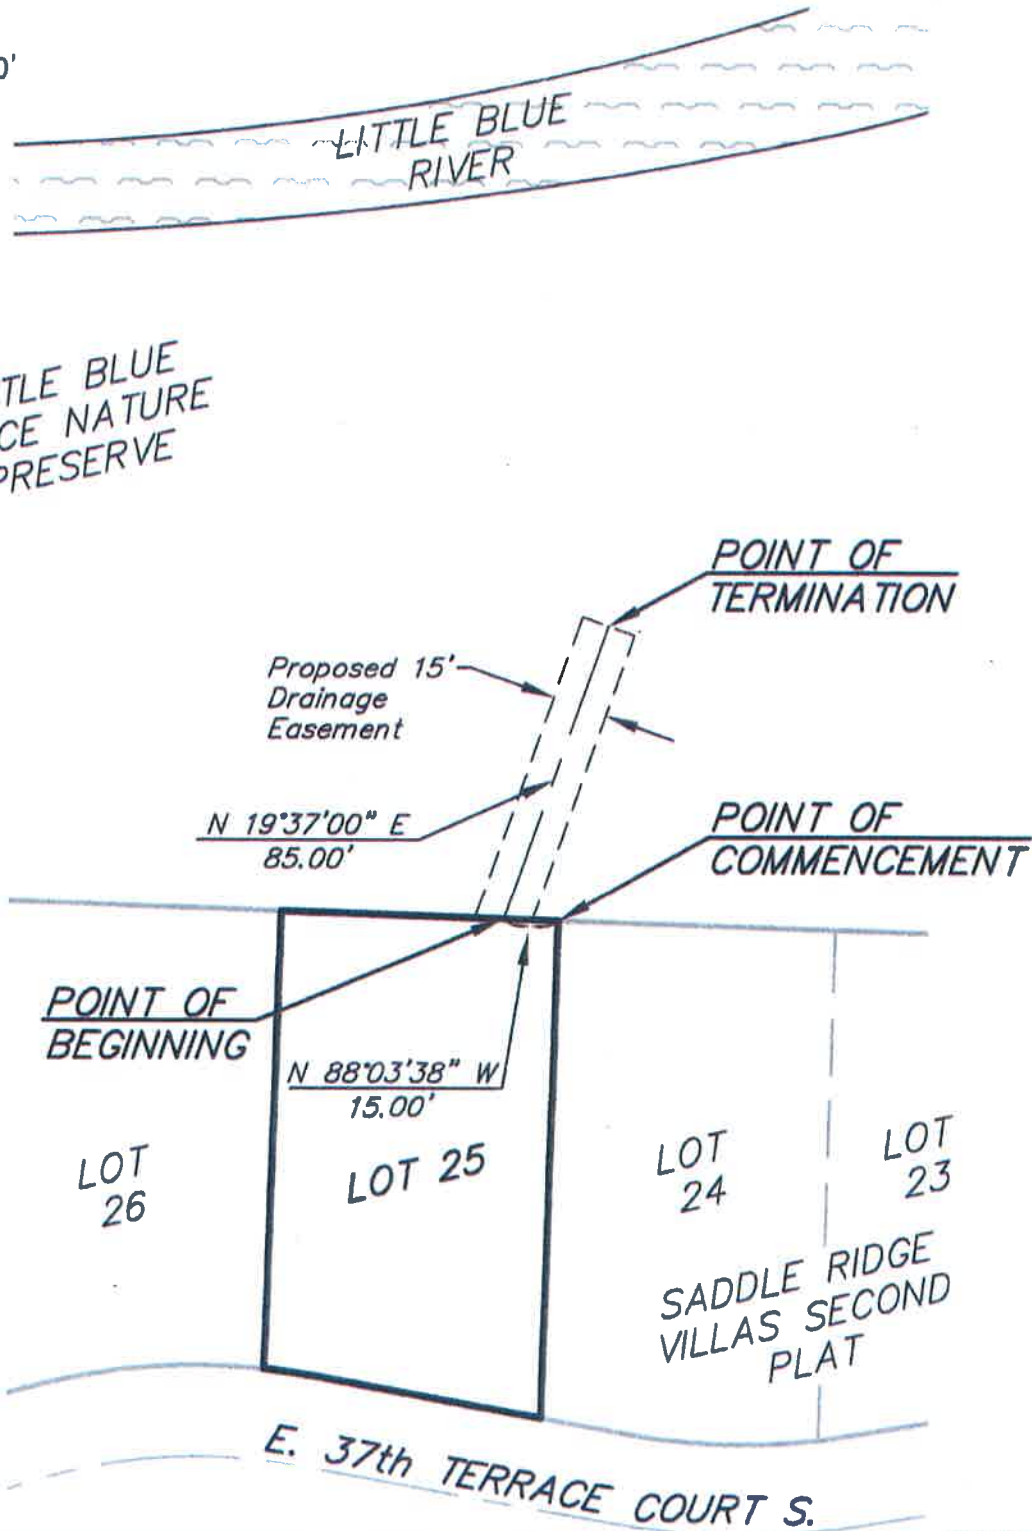 0'
LITTLE BLUE
RIVER
TLE BLUE
CE NATURE
PRESERVE
POINT OF
TERMINATION
Proposed 15'
Drainage
Easement
N 19°37'00" E
85.00'
POINT OF
COMMENCEMENT
POINT OF
BEGINNING
N 88°03'38" W
15.00'
LOT
26
LOT 25
LOT
24
LOT
23
SADDLE RIDGE
VILLAS SECOND
PLAT
E. 37th TERRACE COURT S.